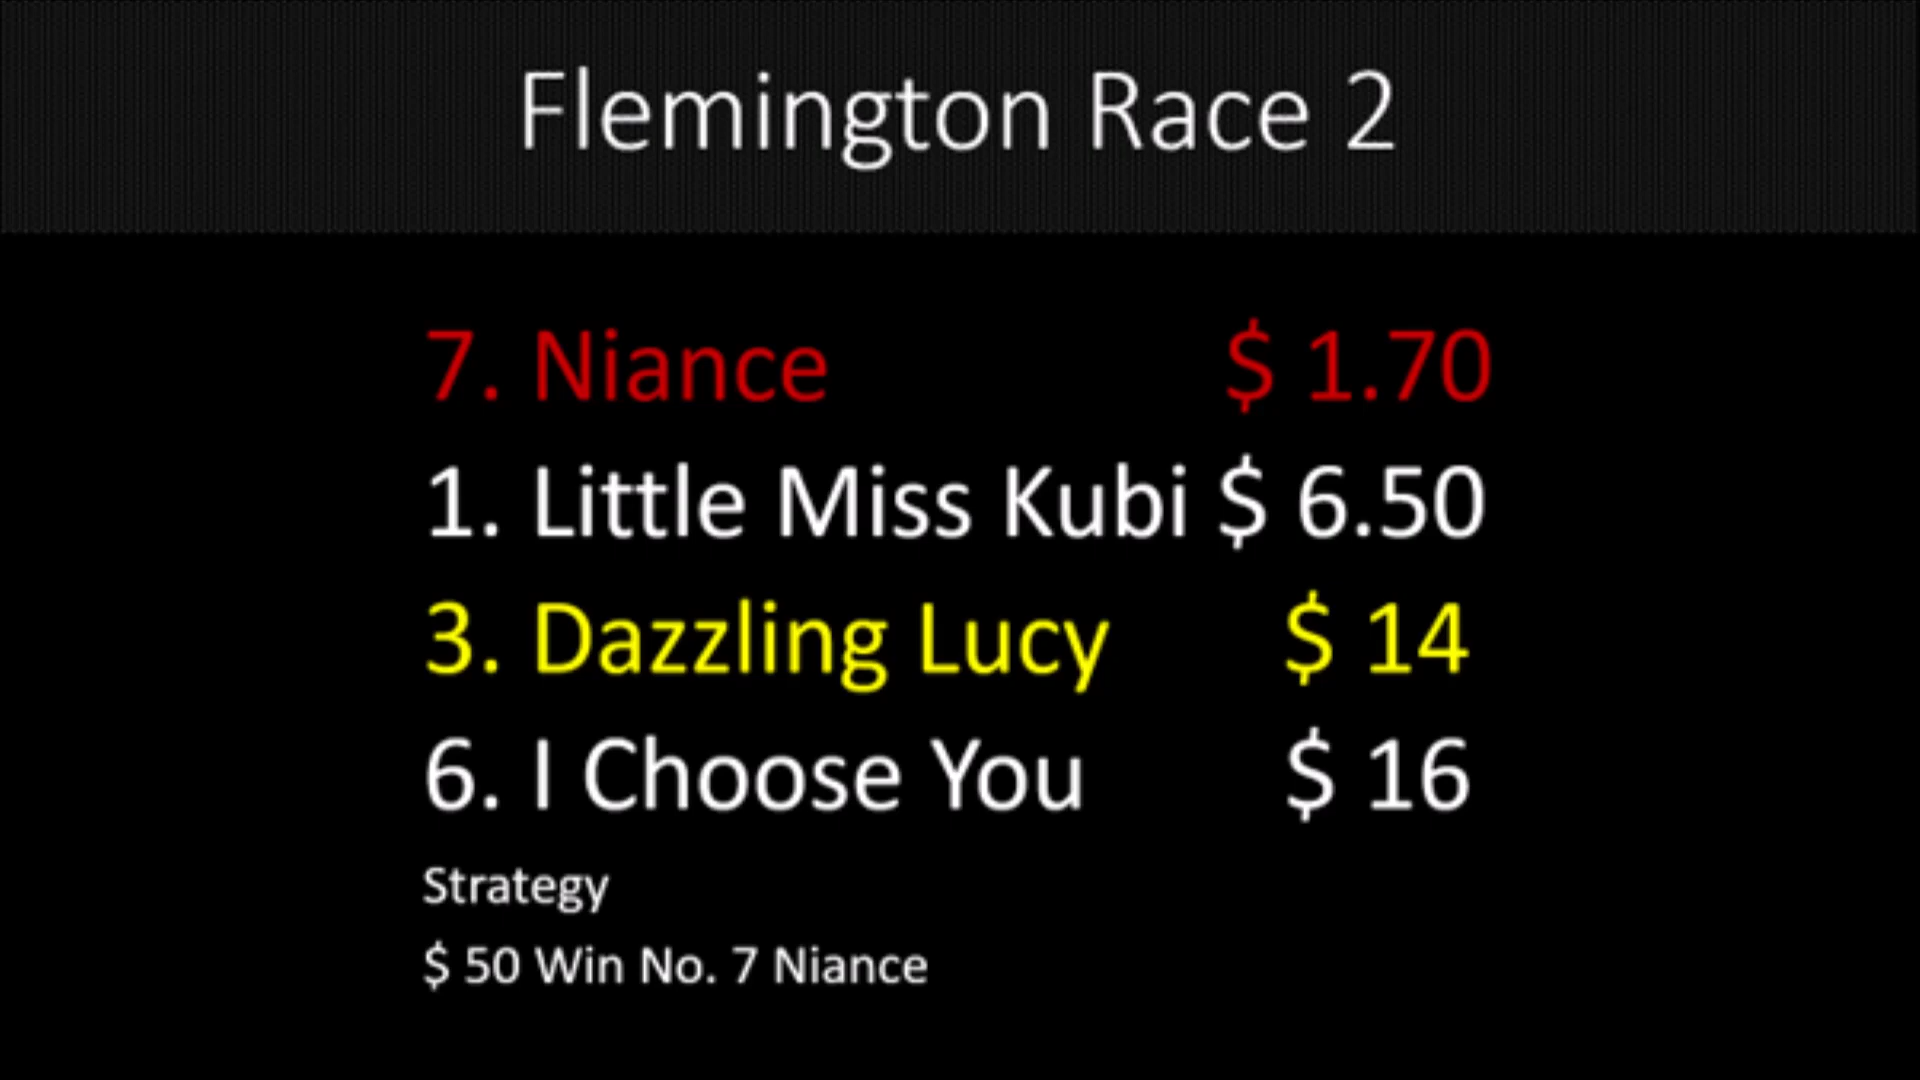 Flemington Race 2
7. Niance $ 1.70
1. Little Miss Kubi $ 6.50
3. Dazzling Lucy $ 14
6. I Choose You $ 16
Strategy
$ 50 Win No. 7 Niance